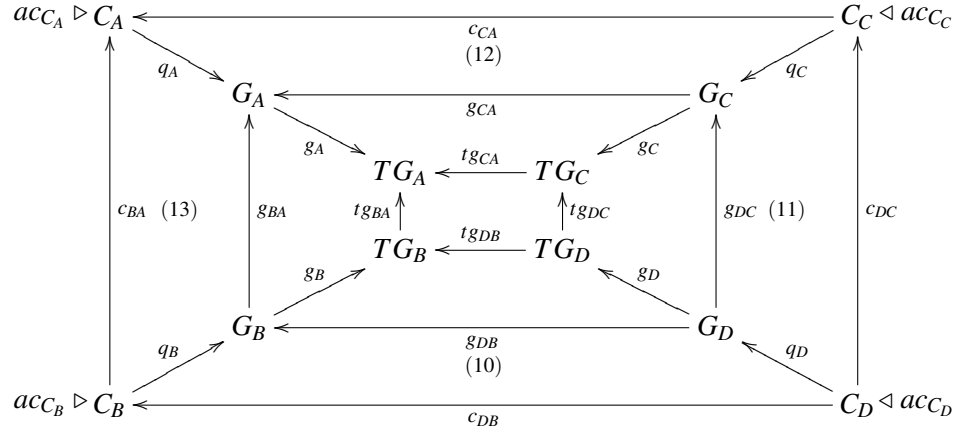 ac_{C_A} ▷ C_A C_C ◁ ac_{C_C}
c_{CA}
(12)
q_A q_C
G_A G_C
g_{CA}
g_A g_C
TG_A tg_{CA} TG_C
c_{BA} (13) g_{BA} tg_{BA} tg_{DC} g_{DC} (11) c_{DC}
TG_B tg_{DB} TG_D
g_B g_D
G_B G_D
g_{DB}
q_B (10) q_D
ac_{C_B} ▷ C_B C_D ◁ ac_{C_D}
c_{DB}